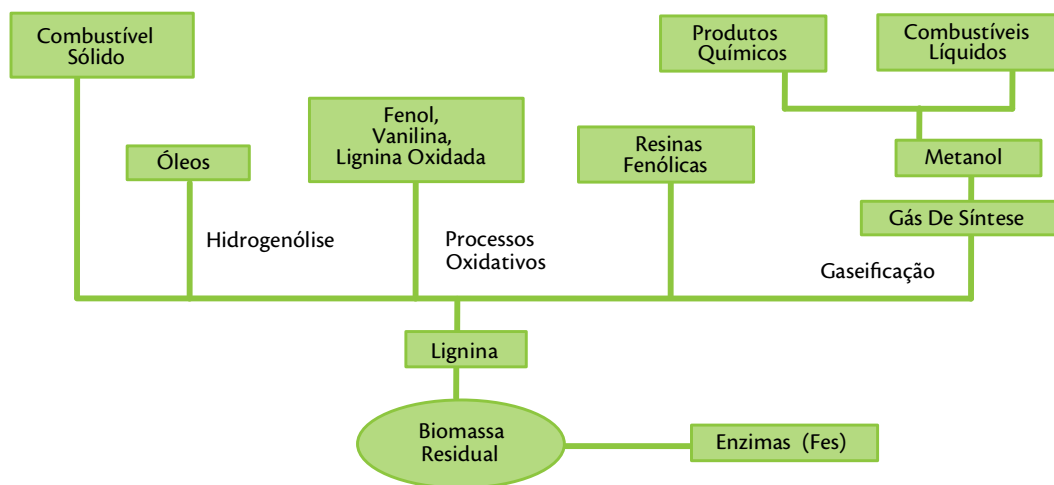 Combustível
Sólido
Produtos
Químicos
Combustíveis
Líquidos
Fenol,
Vanilina,
Lignina Oxidada
Óleos
Resinas
Fenólicas
Metanol
Gás De Síntese
Hidrogenólise
Processos
Oxidativos
Gaseificação
Lignina
Biomassa
Residual
Enzimas (Fes)